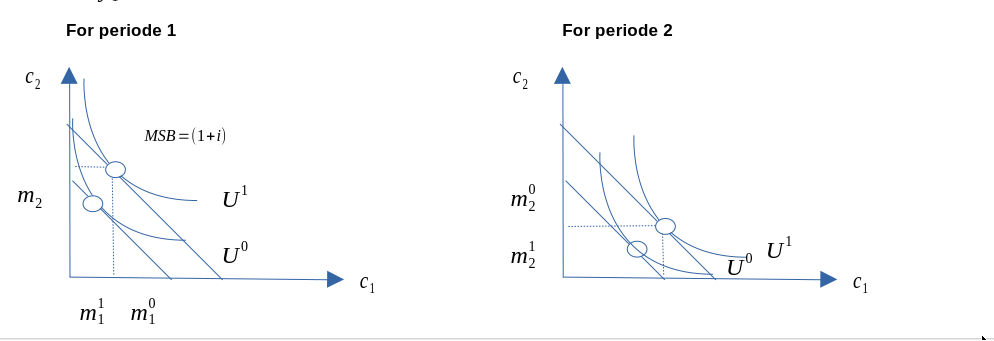 For periode 1
For periode 2
c₂
c₂
MSB=(1+i)
m₂
U¹
m₂⁰
U⁰
m₂¹
U⁰
U¹
c₁
c₁
m₁¹
m₁⁰